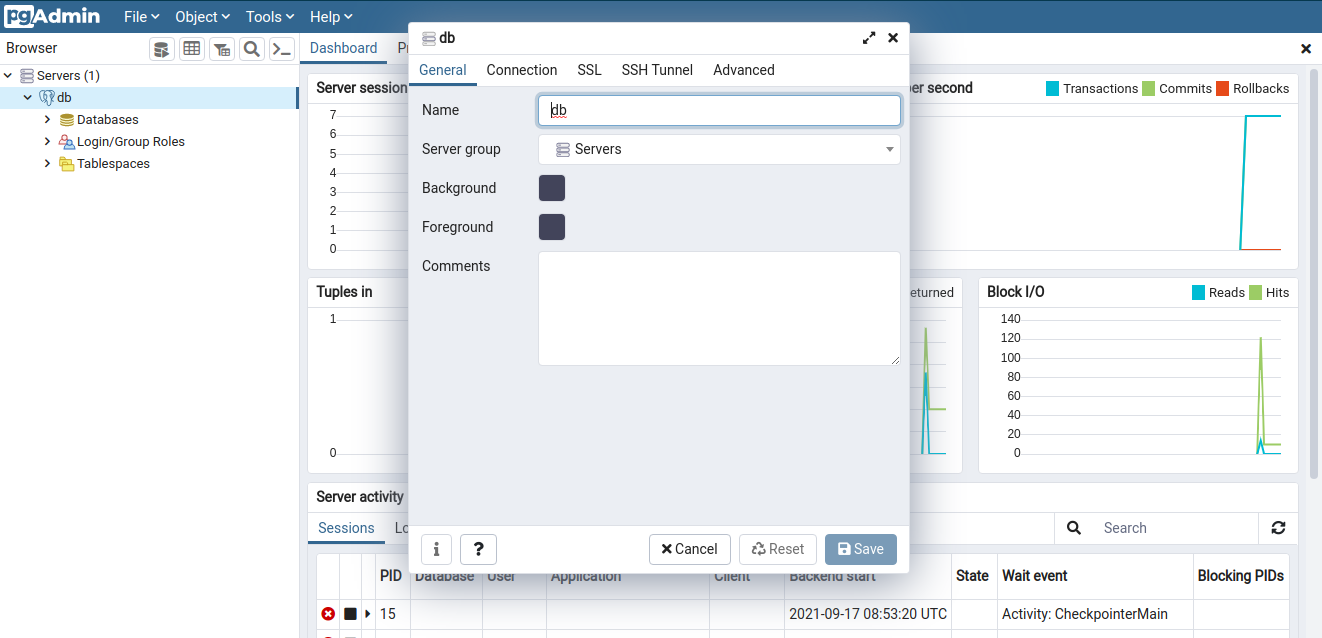 pgAdmin File Object Tools Help
Browser
Servers (1)
db
Databases
Login/Group Roles
Tablespaces
Dashboard
Server session
er second
Transactions Commits Rollbacks
7
6
5
4
3
2
1
0
Tuples in
1
0
eturned
Block I/O
Reads Hits
140
120
100
80
60
40
20
0
Server activity
Sessions Lo
Search
PID Database User Application Client Backend start State Wait event Blocking PIDs
15 2021-09-17 08:53:20 UTC Activity: CheckpointerMain
db
General Connection SSL SSH Tunnel Advanced
Name db
Server group Servers
Background
Foreground
Comments
i ? Cancel Reset Save